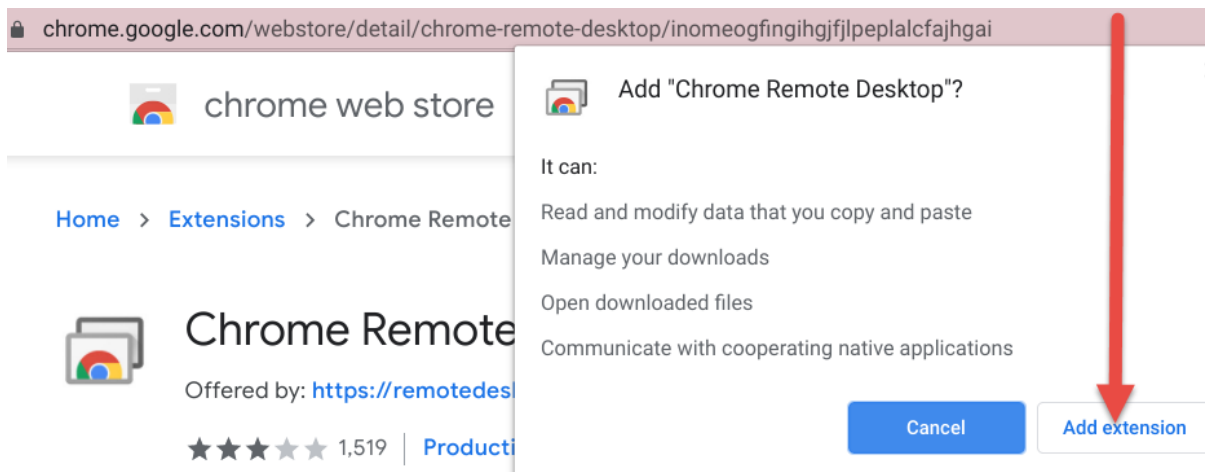 chrome.google.com/webstore/detail/chrome-remote-desktop/inomeogfingihgjfjlpeplalcfajhgai
chrome web store
Home > Extensions > Chrome Remote
Chrome Remote
Offered by: https://remotedes
1,519 Producti
Add "Chrome Remote Desktop"?
It can:
Read and modify data that you copy and paste
Manage your downloads
Open downloaded files
Communicate with cooperating native applications
Cancel Add extension